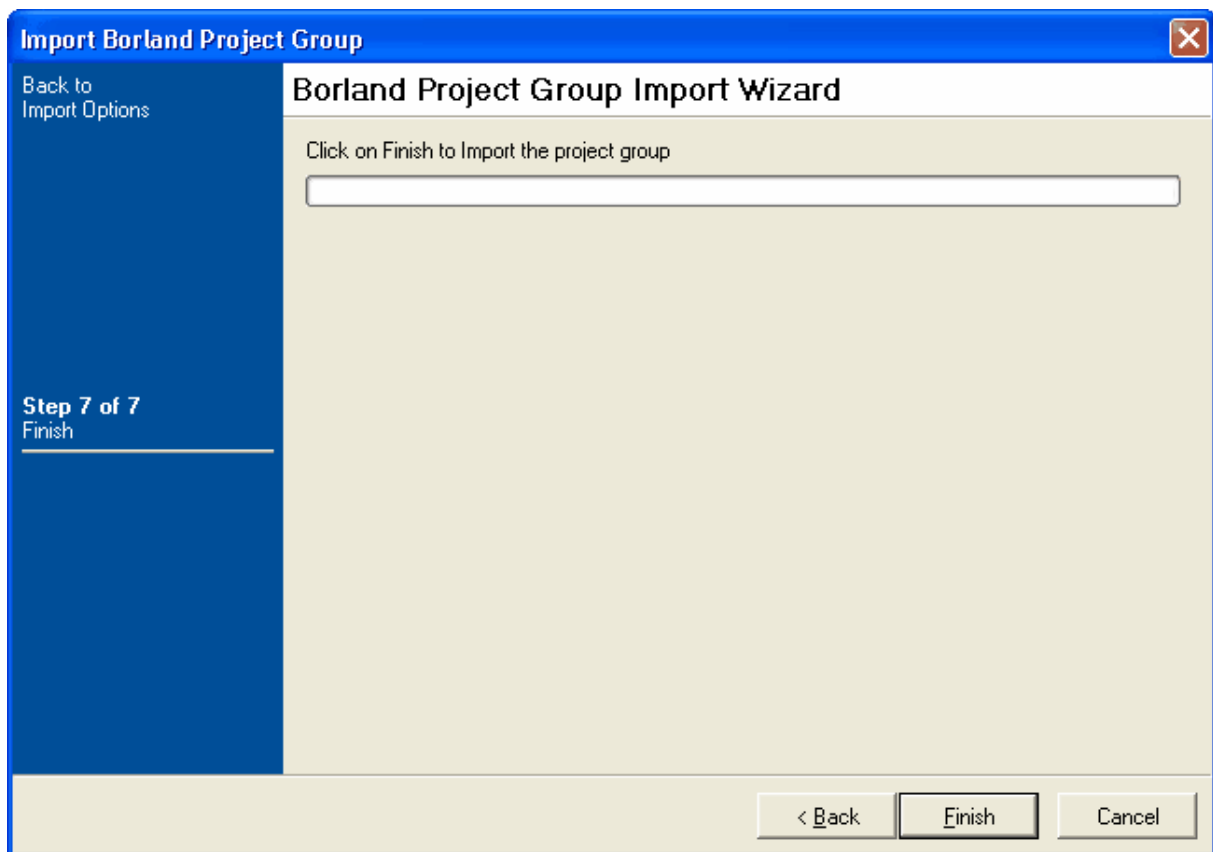 Import Borland Project Group
Back to
Import Options
Borland Project Group Import Wizard
Click on Finish to Import the project group
Step 7 of 7
Finish
< Back
Finish
Cancel